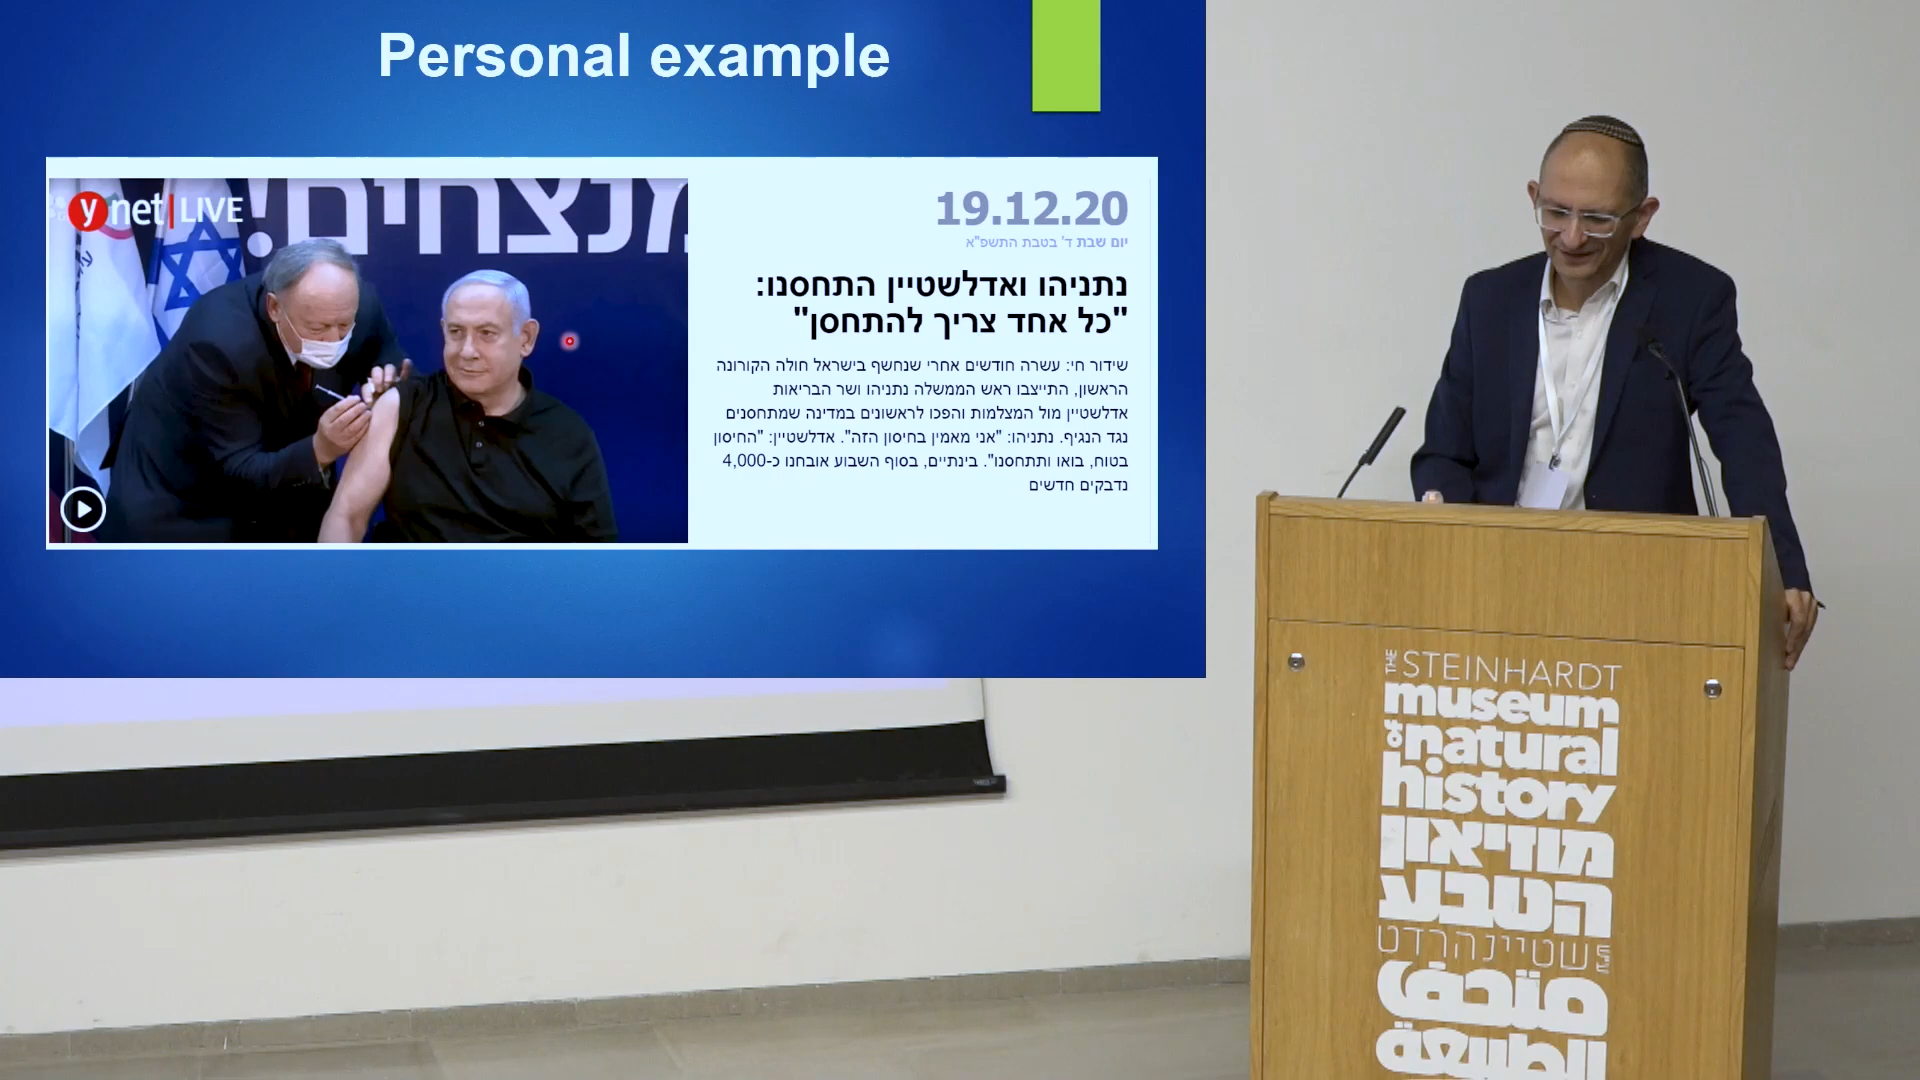 Personal example
ynet LIVE
מנצחים!
19.12.20
יום שבת ד' בטבת התשפ"א
נתניהו ואדלשטיין התחסנו:
"כל אחד צריך להתחסן"
שידור חי: עשרה חודשים אחרי שנחשף בישראל חולה הקורונה
הראשון, התייצבו ראש הממשלה נתניהו ושר הבריאות
אדלשטיין מול המצלמות והפכו לראשונים במדינה שמתחסנים
נגד הנגיף. נתניהו: "אני מאמין בחיסון הזה". אדלשטיין: "החיסון
בטוח, בואו ותתחסנו". בינתיים, בסוף השבוע אובחנו כ-4,000
נדבקים חדשים
THE STEINHARDT
museum
of natural
history
מוזיאון
הטבע
שטיינהרדט
متحف
الطبيعة